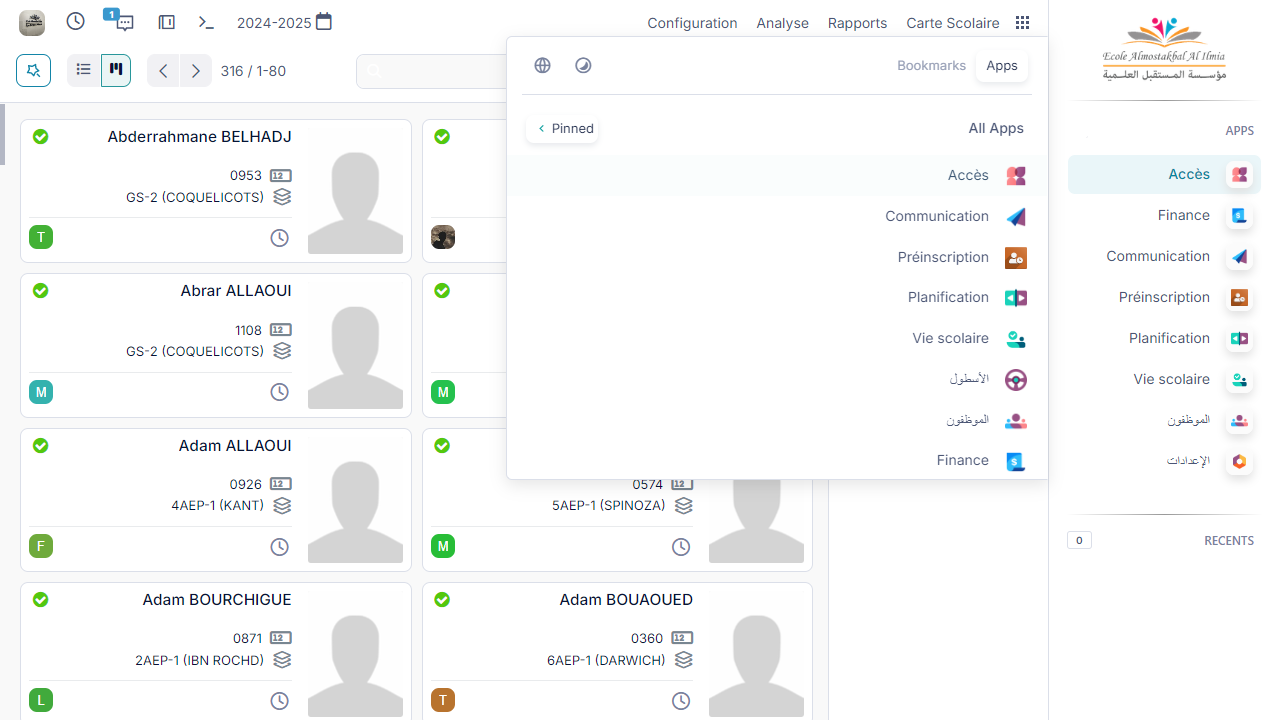 1
2024-2025
Configuration
Analyse
Rapports
Carte Scolaire
316 / 1-80
Bookmarks
Apps
Pinned
All Apps
Accès
Communication
Préinscription
Planification
Vie scolaire
الأسطول
الموظفون
Finance
Abderrahmane BELHADJ
0953
GS-2 (COQUELICOTS)
T
Abrar ALLAOUI
1108
GS-2 (COQUELICOTS)
M
M
Adam ALLAOUI
0926
4AEP-1 (KANT)
F
0574
5AEP-1 (SPINOZA)
M
Adam BOURCHIGUE
0871
2AEP-1 (IBN ROCHD)
L
Adam BOUAOUED
0360
6AEP-1 (DARWICH)
T
Ecole Almostakbal Al Ilmia
مؤسسة المستقبل العلمية
APPS
Accès
Finance
Communication
Préinscription
Planification
Vie scolaire
الموظفون
الإعدادات
0
RECENTS